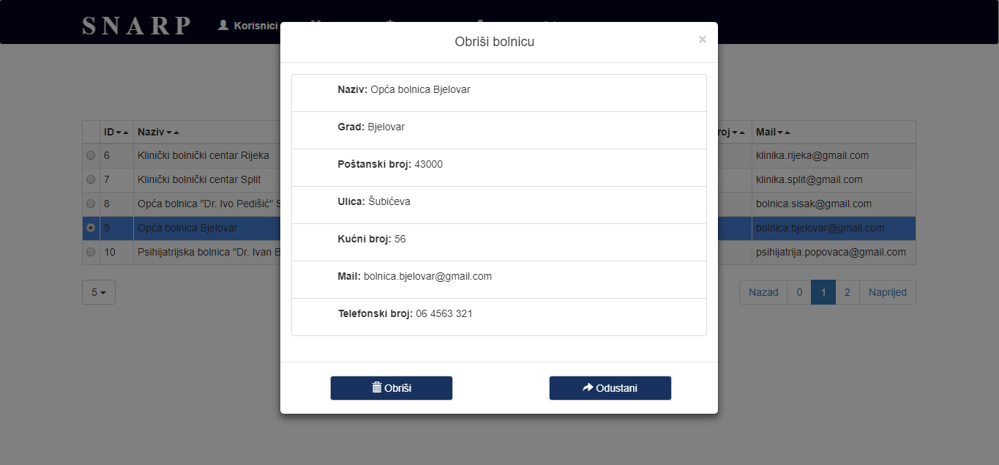 SNARP
Korisnici
Obriši bolnicu
×
Naziv: Opća bolnica Bjelovar
Grad: Bjelovar
Poštanski broj: 43000
Ulica: Šubićeva
Kućni broj: 56
Mail: bolnica.bjelovar@gmail.com
Telefonski broj: 06 4563 321
Obriši
Odustani
ID Naziv roj Mail
6 Klinički bolnički centar Rijeka klinika.rijeka@gmail.com
7 Klinički bolnički centar Split klinika.split@gmail.com
8 Opća bolnica "Dr. Ivo Pedišić" S bolnica.sisak@gmail.com
9 Opća bolnica Bjelovar bolnica.bjelovar@gmail.com
10 Psihijatrijska bolnica "Dr. Ivan B psihijatrija.popovaca@gmail.com
5
Nazad 0 1 2 Naprijed